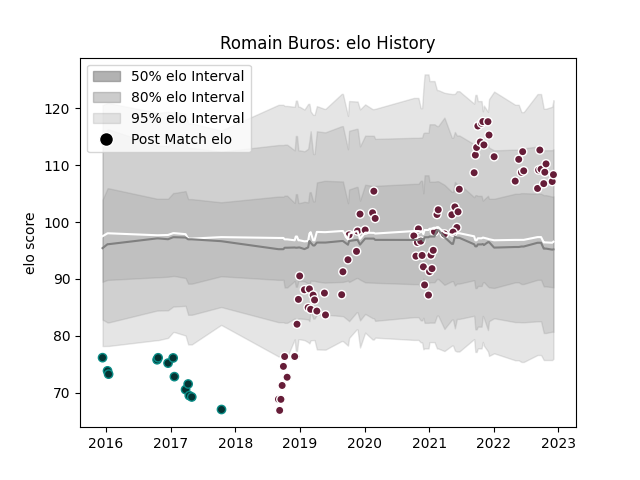 Romain Buros: elo History
50% elo Interval
80% elo Interval
95% elo Interval
Post Match elo
elo score
120
110
100
90
80
70
2016 2017 2018 2019 2020 2021 2022 2023